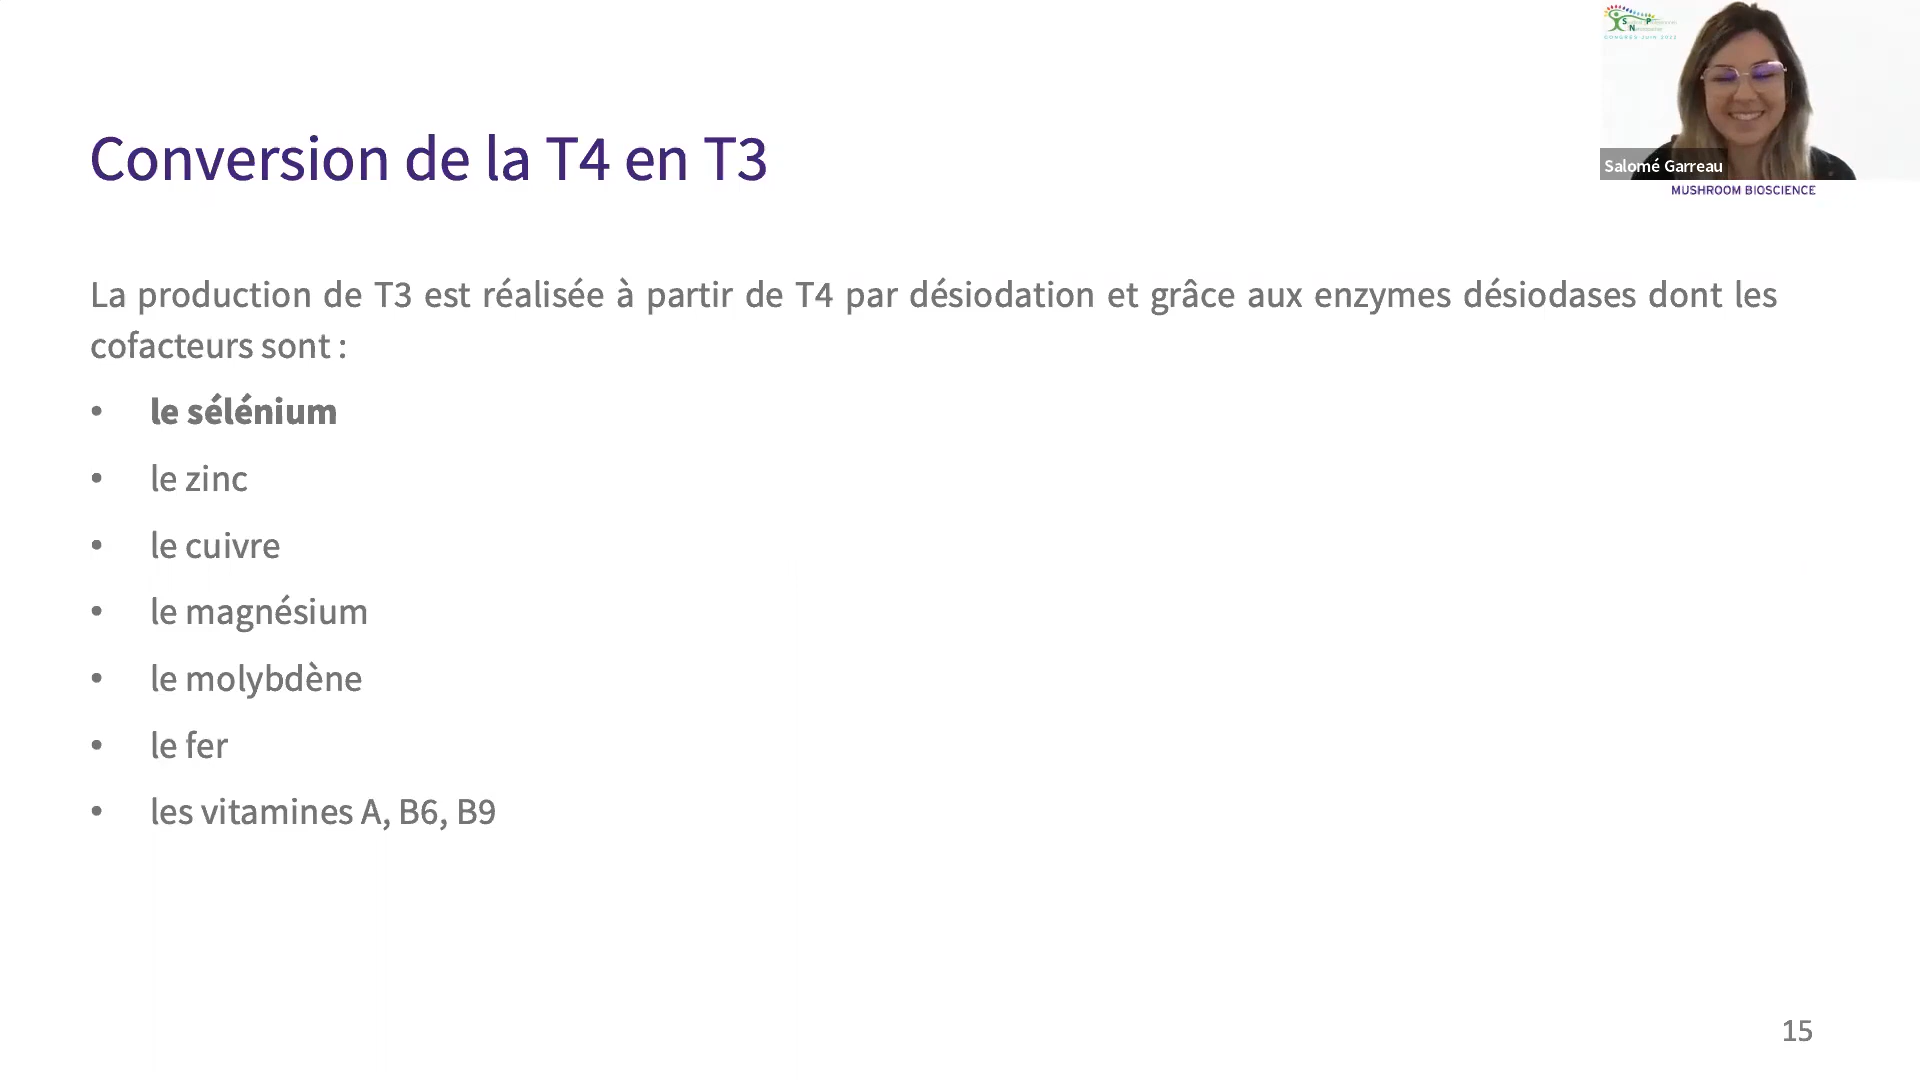 Conversion de la T4 en T3
Salomé Garreau
MUSHROOM BIOSCIENCE
La production de T3 est réalisée à partir de T4 par désiodation et grâce aux enzymes désiodases dont les
cofacteurs sont :
• le sélénium
• le zinc
• le cuivre
• le magnésium
• le molybdène
• le fer
• les vitamines A, B6, B9
15